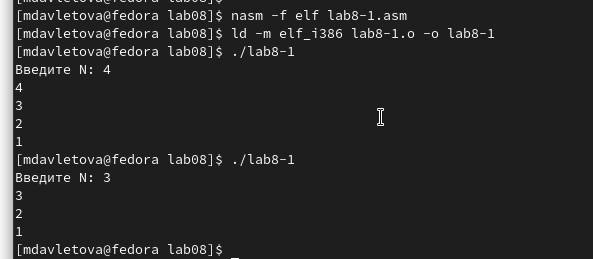 [mdavletova@fedora lab08]$ nasm -f elf lab8-1.asm
[mdavletova@fedora lab08]$ ld -m elf_i386 lab8-1.o -o lab8-1
[mdavletova@fedora lab08]$ ./lab8-1
Введите N: 4
4
3
2
1
[mdavletova@fedora lab08]$ ./lab8-1
Введите N: 3
3
2
1
[mdavletova@fedora lab08]$